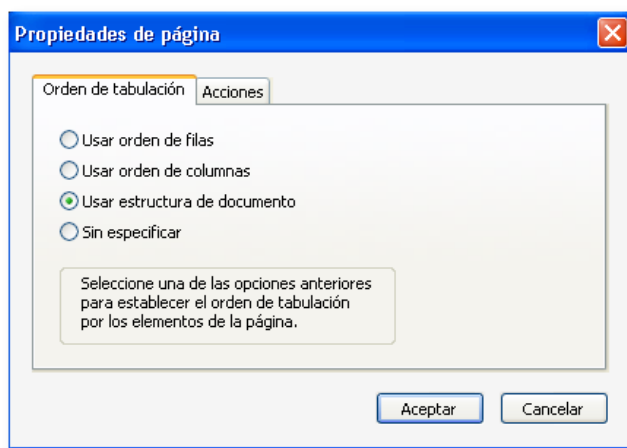 Propiedades de página
Orden de tabulación
Acciones
Usar orden de filas
Usar orden de columnas
Usar estructura de documento
Sin especificar
Seleccione una de las opciones anteriores
para establecer el orden de tabulación
por los elementos de la página.
Aceptar
Cancelar